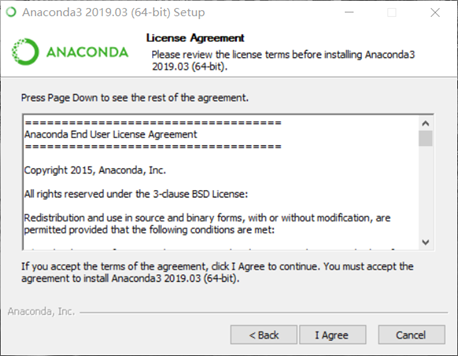 Anaconda3 2019.03 (64-bit) Setup
ANACONDA
License Agreement
Please review the license terms before installing Anaconda3
2019.03 (64-bit).
Press Page Down to see the rest of the agreement.
===================================
Anaconda End User License Agreement
===================================
Copyright 2015, Anaconda, Inc.
All rights reserved under the 3-clause BSD License:
Redistribution and use in source and binary forms, with or without modification, are
permitted provided that the following conditions are met:
If you accept the terms of the agreement, click I Agree to continue. You must accept the
agreement to install Anaconda3 2019.03 (64-bit).
Anaconda, Inc.
< Back
I Agree
Cancel